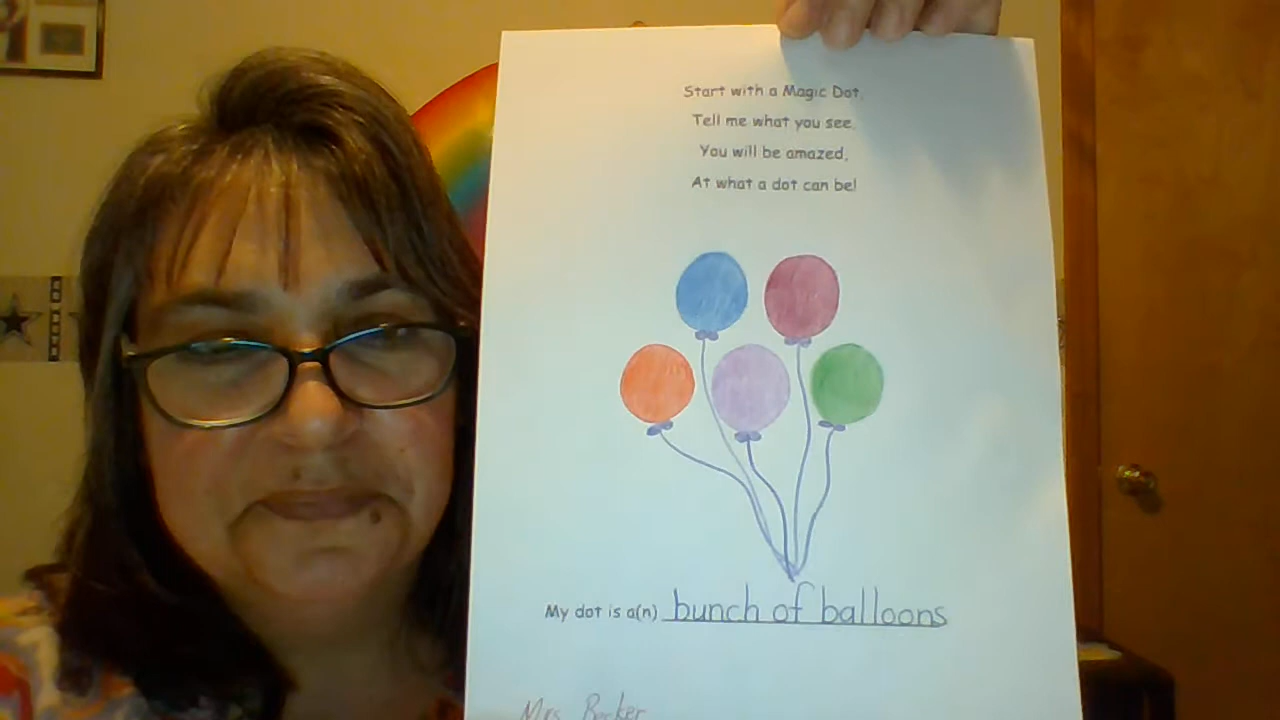 Start with a Magic Dot,
Tell me what you see,
You will be amazed,
At what a dot can be!
My dot is a(n) bunch of balloons
Mrs. Becker